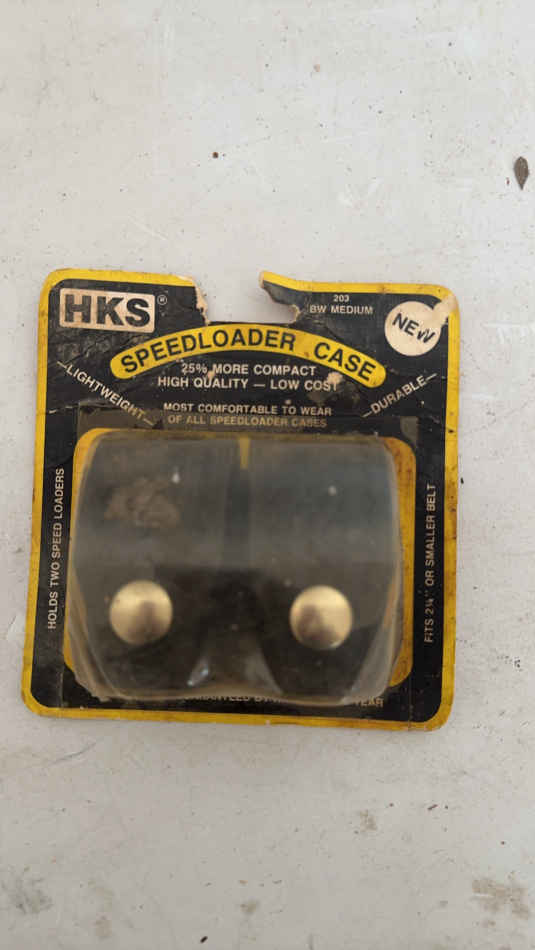 HKS®
203
BW MEDIUM
NEW
SPEEDLOADER CASE
25% MORE COMPACT
HIGH QUALITY — LOW COST
—LIGHTWEIGHT—
—DURABLE—
MOST COMFORTABLE TO WEAR
OF ALL SPEEDLOADER CASES
HOLDS TWO SPEED LOADERS
FITS 2¼" OR SMALLER BELT